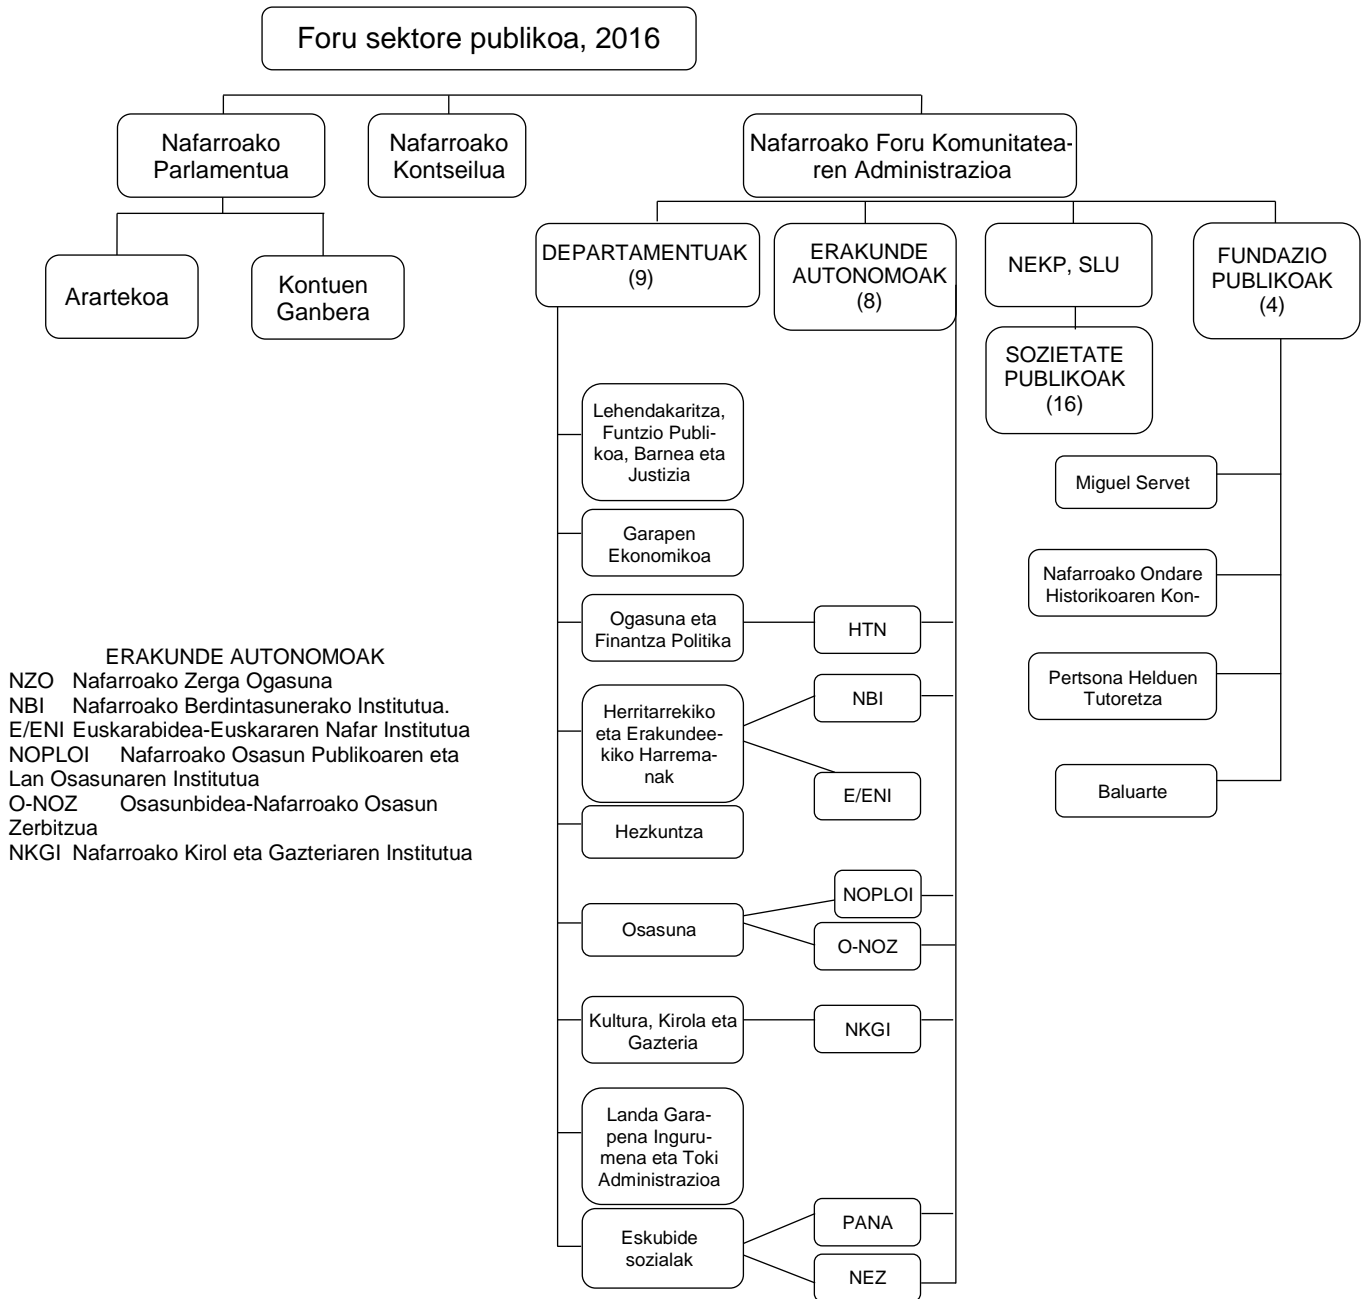 Foru sektore publikoa, 2016
Nafarroako
Parlamentua
Nafarroako
Kontseilua
Nafarroako Foru Komunitatea-
ren Administrazioa
Arartekoa
Kontuen
Ganbera
DEPARTAMENTUAK
(9)
ERAKUNDE
AUTONOMOAK
(8)
NEKP, SLU
FUNDAZIO
PUBLIKOAK
(4)
SOZIETATE
PUBLIKOAK
(16)
Lehendakaritza,
Funtzio Publi-
koa, Barnea eta
Justizia
Garapen
Ekonomikoa
Ogasuna eta
Finantza Politika
HTN
Herritarrekiko
eta Erakundee-
kiko Harrema-
nak
NBI
E/ENI
Hezkuntza
Osasuna
NOPLOI
O-NOZ
Kultura, Kirola eta
Gazteria
NKGI
Landa Gara-
pena Inguru-
mena eta Toki
Administrazioa
Eskubide
sozialak
PANA
NEZ
Miguel Servet
Nafarroako Ondare
Historikoaren Kon-
Pertsona Helduen
Tutoretza
Baluarte
ERAKUNDE AUTONOMOAK
NZO Nafarroako Zerga Ogasuna
NBI Nafarroako Berdintasunerako Institutua.
E/ENI Euskarabidea-Euskararen Nafar Institutua
NOPLOI Nafarroako Osasun Publikoaren eta
Lan Osasunaren Institutua
O-NOZ Osasunbidea-Nafarroako Osasun
Zerbitzua
NKGI Nafarroako Kirol eta Gazteriaren Institutua